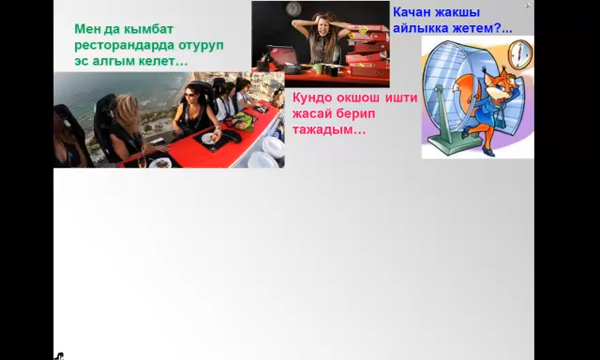 Мен да кымбат
ресторандарда отуруп
эс алгым келет…
Качан жакшы
айлыкка жетем?...
Кундо окшош ишти
жасай берип
тажадым…